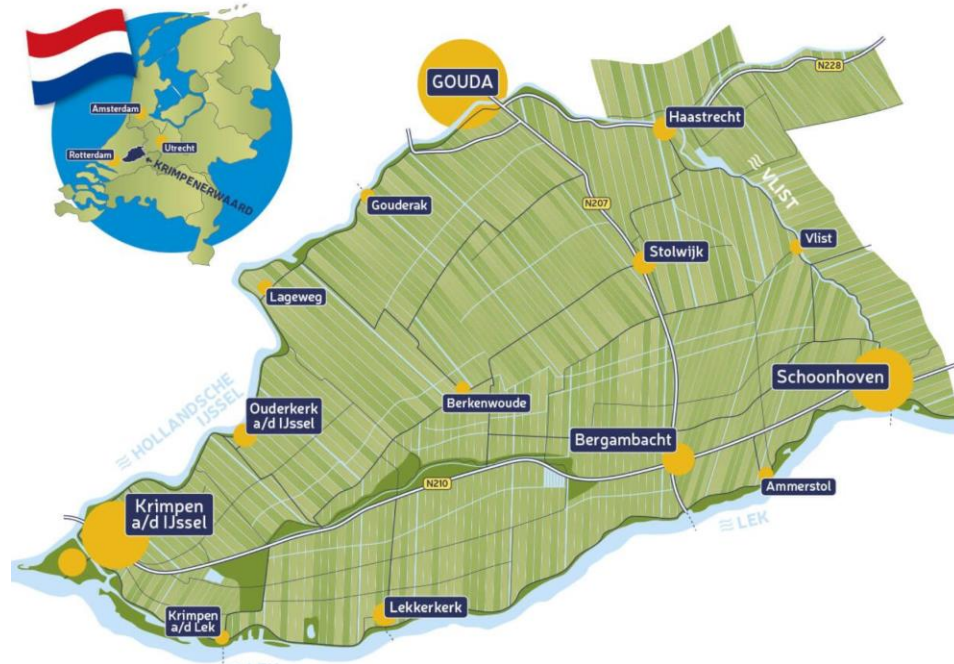 Amsterdam
Rotterdam
Utrecht
KRIMPENERWAARD
GOUDA
N228
Haastrecht
VLIST
Gouderak
N207
Stolwijk
Vlist
Lageweg
HOLLANDSCHE
IJSSEL
Schoonhoven
Berkenwoude
Ouderkerk
a/d IJssel
Bergambacht
Ammerstol
N210
Krimpen
a/d IJssel
LEK
Lekkerkerk
Krimpen
a/d Lek